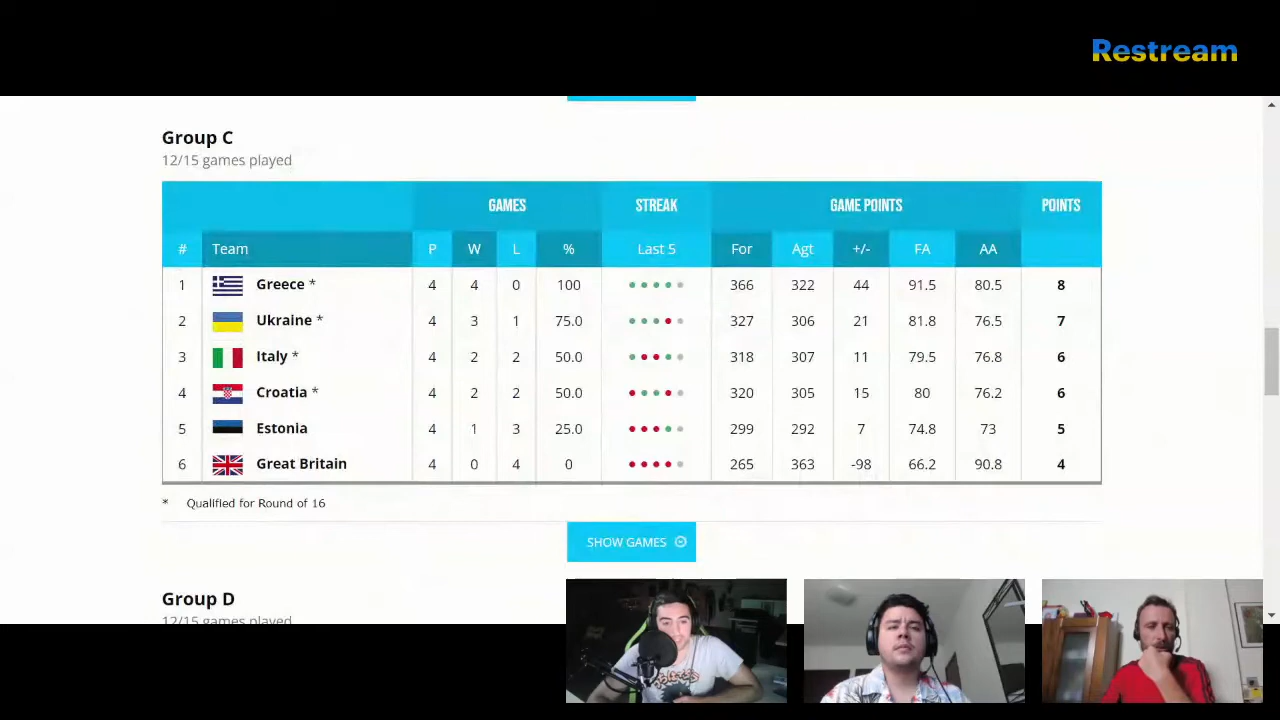 Restream
Group C
12/15 games played
GAMES STREAK GAME POINTS POINTS
# Team P W L % Last 5 For Agt +/- FA AA
1 Greece * 4 4 0 100 366 322 44 91.5 80.5 8
2 Ukraine * 4 3 1 75.0 327 306 21 81.8 76.5 7
3 Italy * 4 2 2 50.0 318 307 11 79.5 76.8 6
4 Croatia * 4 2 2 50.0 320 305 15 80 76.2 6
5 Estonia 4 1 3 25.0 299 292 7 74.8 73 5
6 Great Britain 4 0 4 0 265 363 -98 66.2 90.8 4
* Qualified for Round of 16
SHOW GAMES
Group D
12/15 games played